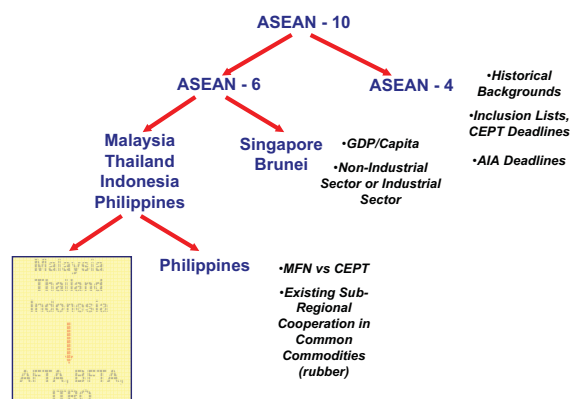 ASEAN - 10
ASEAN - 6
ASEAN - 4
•Historical
Backgrounds
•Inclusion Lists,
CEPT Deadlines
•AIA Deadlines
Malaysia
Thailand
Indonesia
Philippines
Singapore
Brunei
•GDP/Capita
•Non-Industrial
Sector or Industrial
Sector
Malaysia
Thailand
Indonesia
AFTA, BFTA,
Philippines
•MFN vs CEPT
•Existing Sub-
Regional
Cooperation in
Common
Commodities
(rubber)